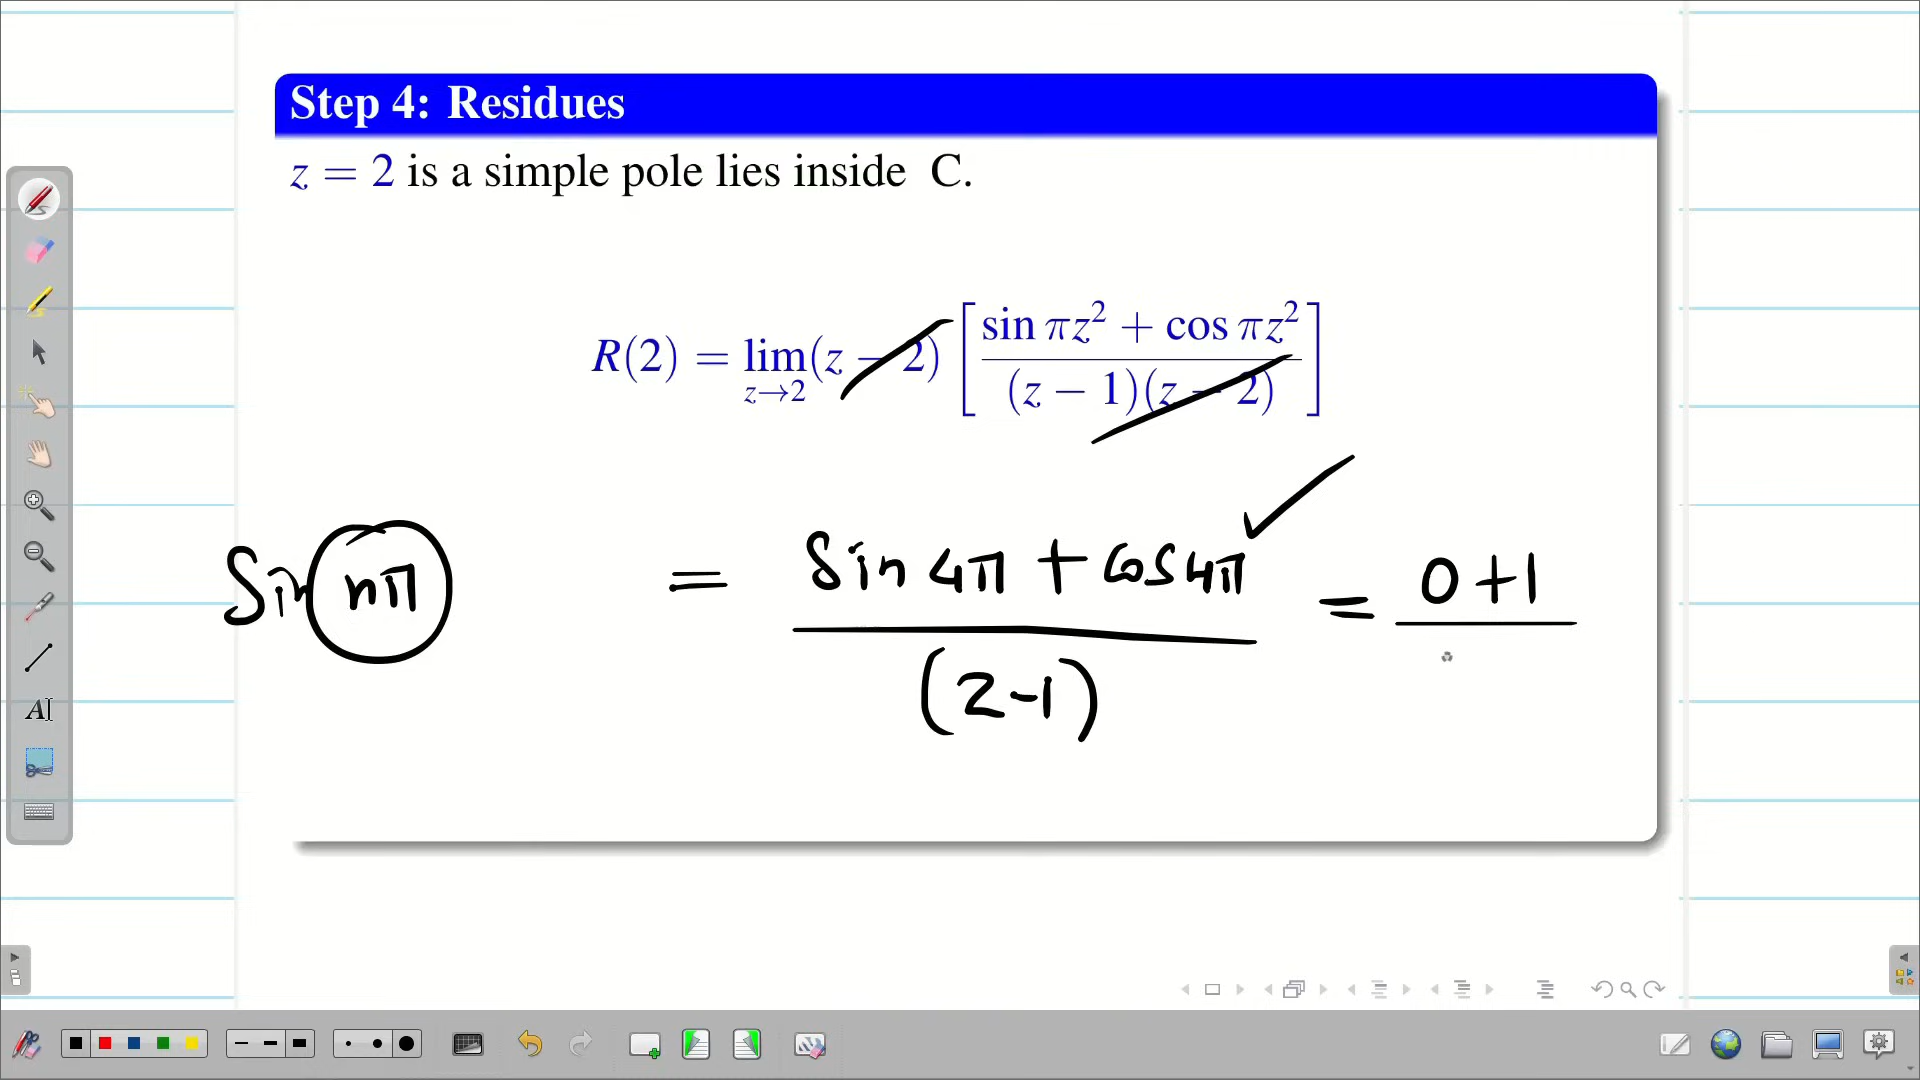 Step 4: Residues
z = 2 is a simple pole lies inside C.
R(2) = lim z→2 (z − 2) [ (sin πz² + cos πz²) / ((z − 1)(z − 2)) ]
Sin nπ
= (Sin 4π + cos 4π) / (2-1) = (0+1) /
A